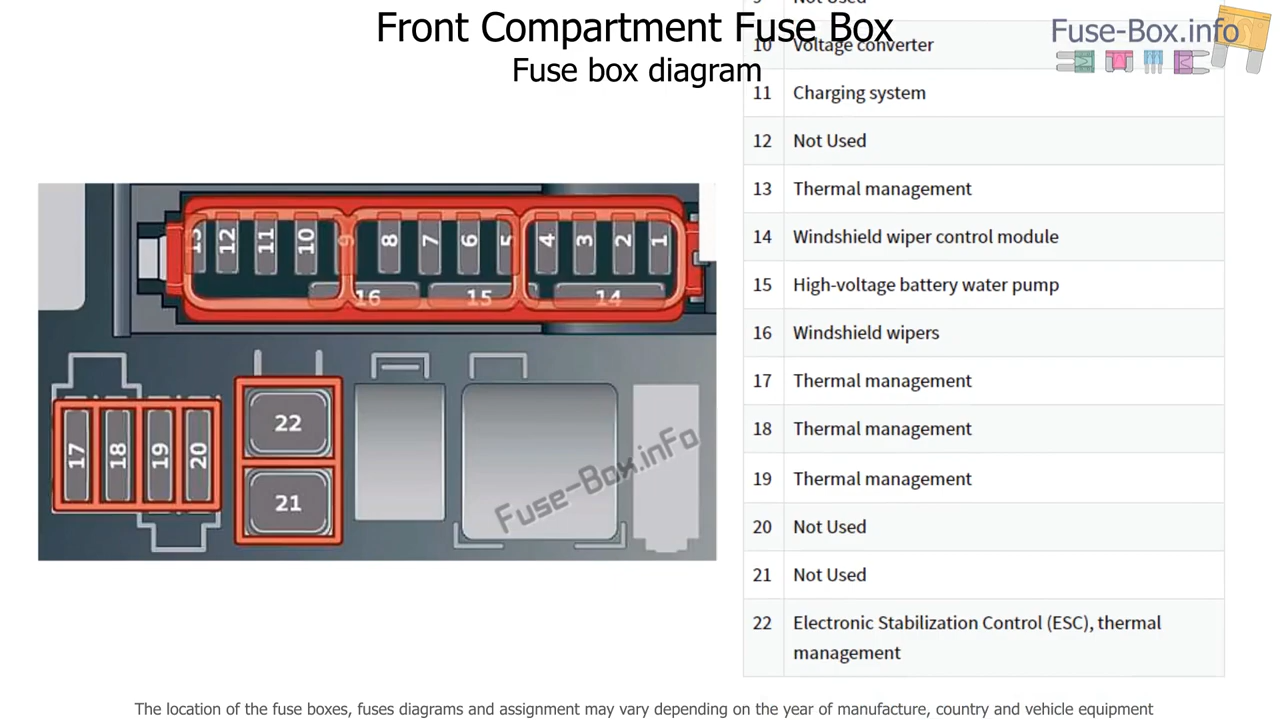 Front Compartment Fuse Box
Fuse box diagram
Fuse-Box.info
9 Not Used
10 Voltage converter
11 Charging system
12 Not Used
13 Thermal management
14 Windshield wiper control module
15 High-voltage battery water pump
16 Windshield wipers
17 Thermal management
18 Thermal management
19 Thermal management
20 Not Used
21 Not Used
22 Electronic Stabilization Control (ESC), thermal
management
13 12 11 10 9 8 7 6 5 4 3 2 1
16 15 14
17 18 19 20
22
21
Fuse-Box.inFo
The location of the fuse boxes, fuses diagrams and assignment may vary depending on the year of manufacture, country and vehicle equipment